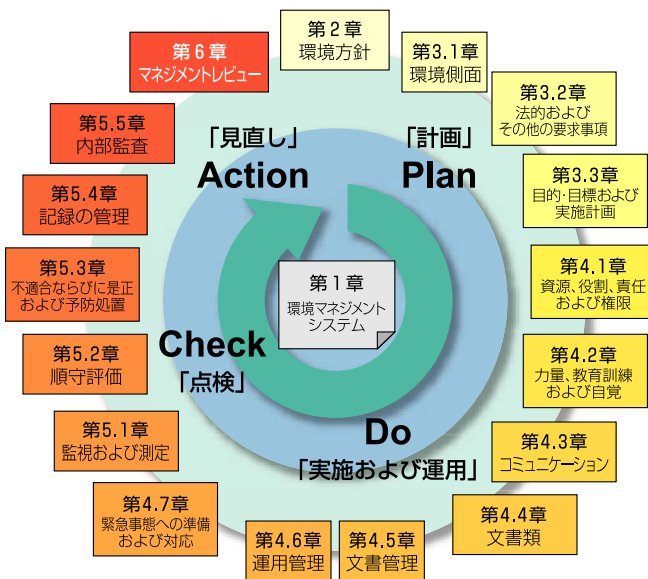 第2章
環境方針
第3.1章
環境側面
第3.2章
法的および
その他の要求事項
第3.3章
目的・目標および
実施計画
第4.1章
資源、役割、責任
および権限
第4.2章
力量、教育訓練
および自覚
第4.3章
コミュニケーション
第4.4章
文書類
第4.5章
文書管理
第4.6章
運用管理
第4.7章
緊急事態への準備
および対応
第5.1章
監視および測定
第5.2章
順守評価
第5.3章
不適合ならびに是正
および予防処置
第5.4章
記録の管理
第5.5章
内部監査
第6章
マネジメントレビュー
「計画」
Plan
Do
「実施および運用」
Check
「点検」
「見直し」
Action
第1章
環境マネジメント
システム